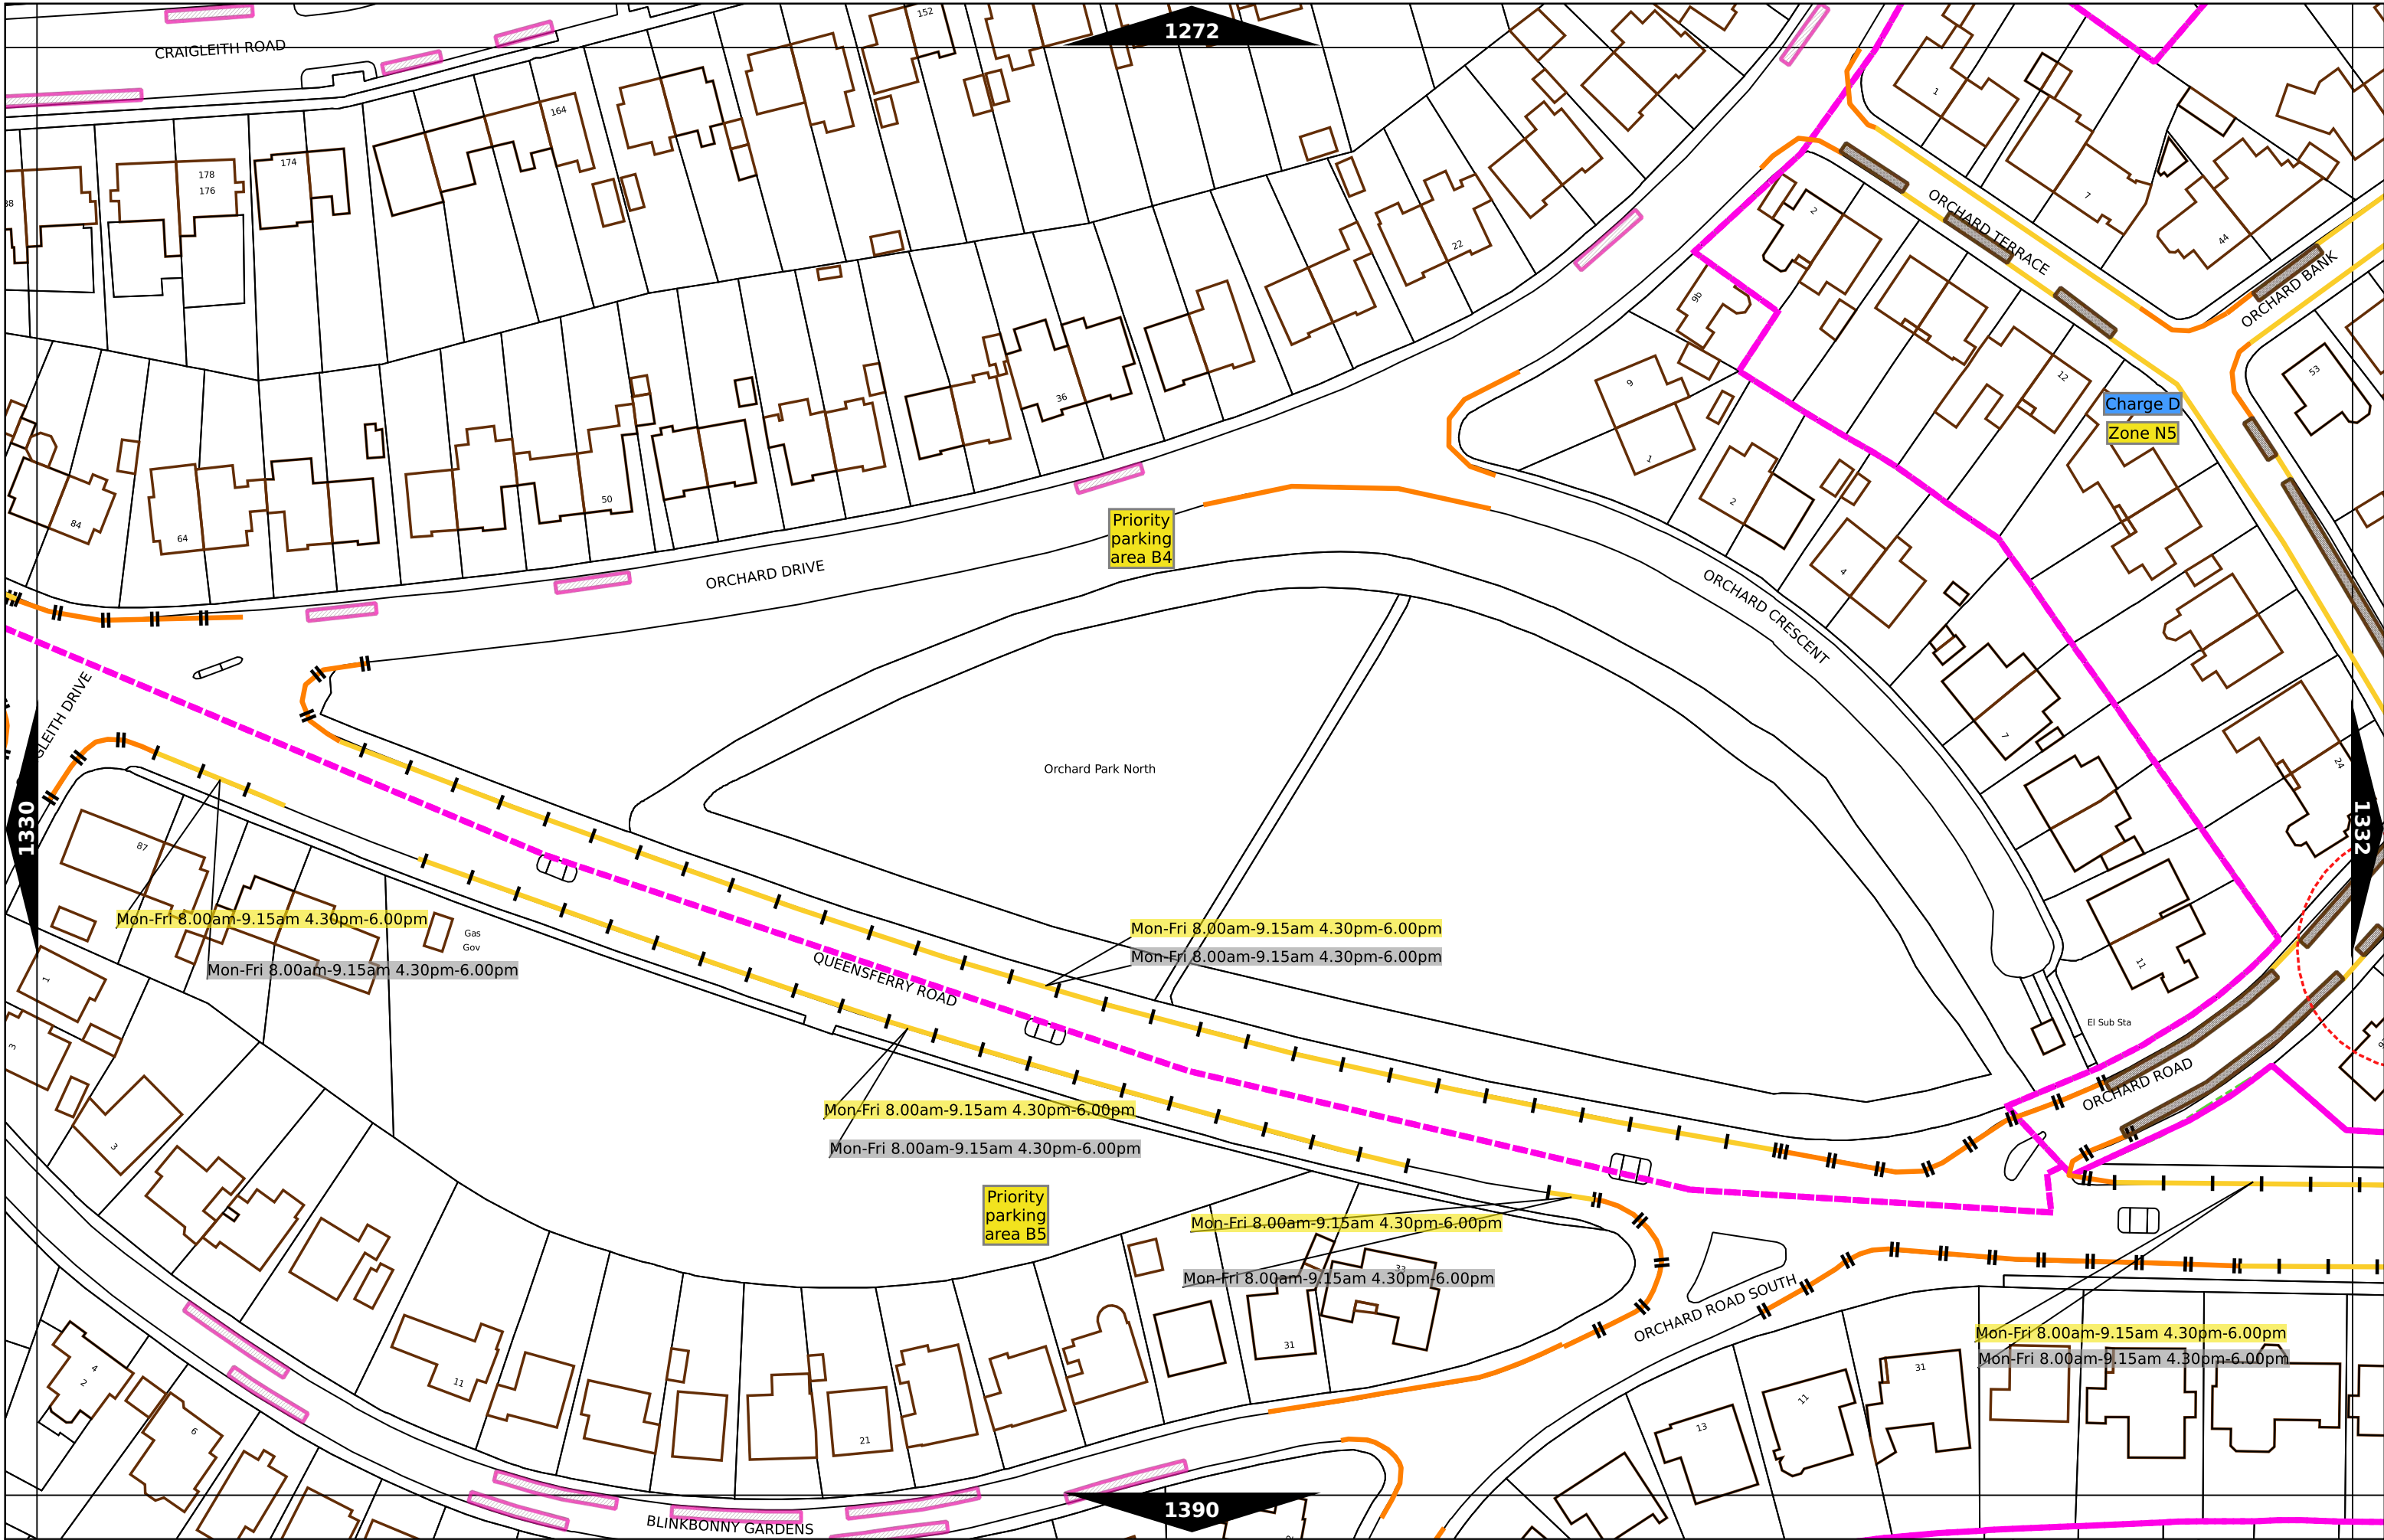 1272
152
CRAIGLEITH ROAD
1
164
174
178
176
7
ORCHARD TERRACE
2
44
22
ORCHARD BANK
9b
53
12
9
36
Charge D
Zone N5
1
50
2
84
64
Priority
parking
area B4
ORCHARD DRIVE
4
ORCHARD CRESCENT
7
24
Orchard Park North
1330
1332
87
Mon-Fri 8.00am-9.15am 4.30pm-6.00pm
Gas
Gov
Mon-Fri 8.00am-9.15am 4.30pm-6.00pm
Mon-Fri 8.00am-9.15am 4.30pm-6.00pm
Mon-Fri 8.00am-9.15am 4.30pm-6.00pm
QUEENSFERRY ROAD
11
1
El Sub Sta
3
ORCHARD ROAD
Mon-Fri 8.00am-9.15am 4.30pm-6.00pm
Mon-Fri 8.00am-9.15am 4.30pm-6.00pm
3
Priority
parking
area B5
Mon-Fri 8.00am-9.15am 4.30pm-6.00pm
Mon-Fri 8.00am-9.15am 4.30pm-6.00pm
33
ORCHARD ROAD SOUTH
31
Mon-Fri 8.00am-9.15am 4.30pm-6.00pm
Mon-Fri 8.00am-9.15am 4.30pm-6.00pm
4
2
11
31
11
13
6
21
1390
BLINKBONNY GARDENS